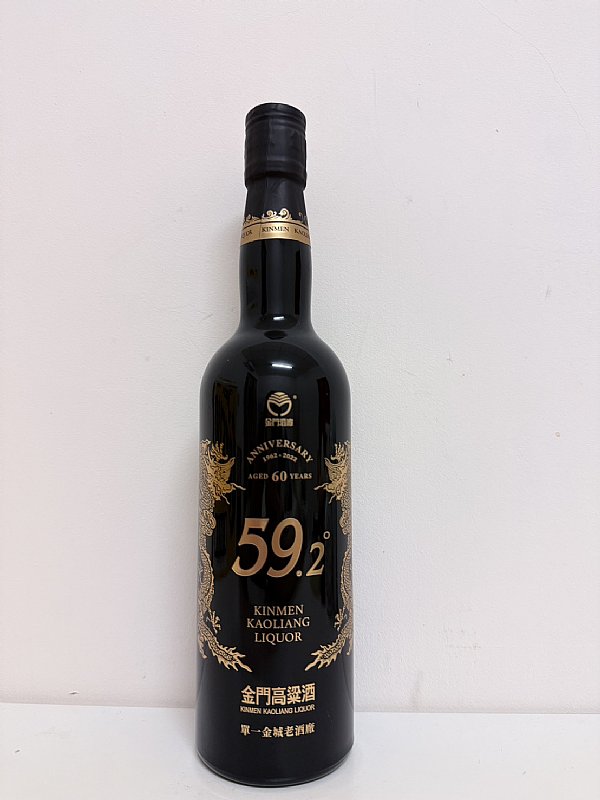 KINMEN KAOL
金門酒廠
ANNIVERSARY
1962-2022
AGED 60 YEARS
59.2°
KINMEN
KAOLIANG
LIQUOR
金門高粱酒
KINMEN KAOLIANG LIQUOR
單一金城老酒廠